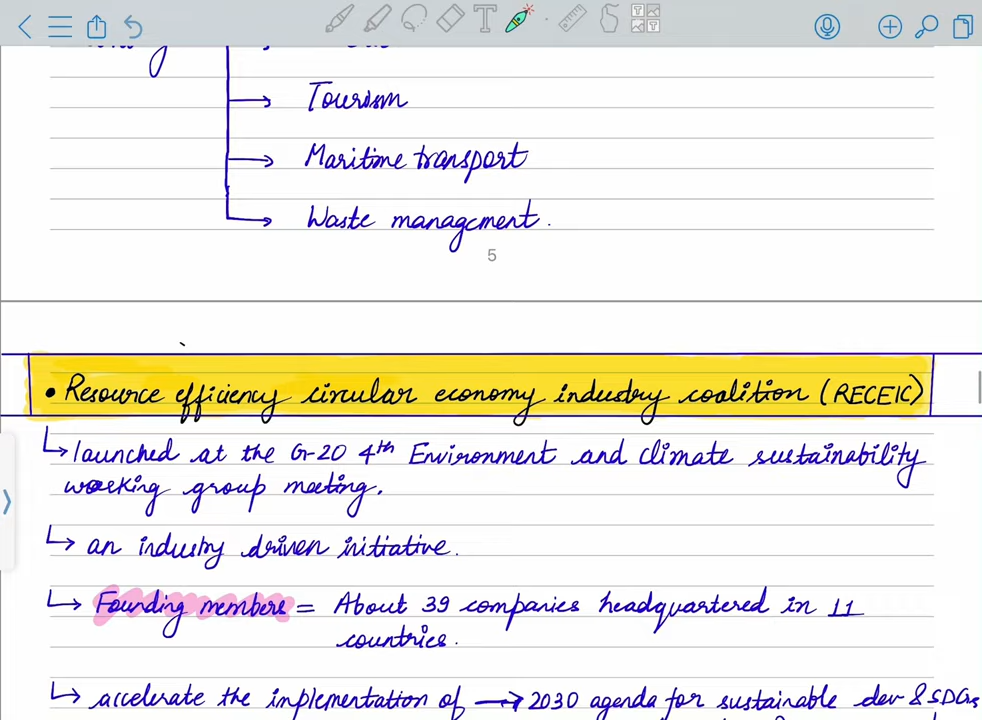 → Tourism
→ Maritime transport
→ Waste management.
5
• Resource efficiency circular economy industry coalition (RECEIC)
↳ launched at the G-20 4th Environment and climate sustainability
working group meeting.
↳ an industry driven initiative.
↳ Founding members = About 39 companies headquartered in 11
countries.
↳ accelerate the implementation of → 2030 agenda for sustainable dev & SDGs